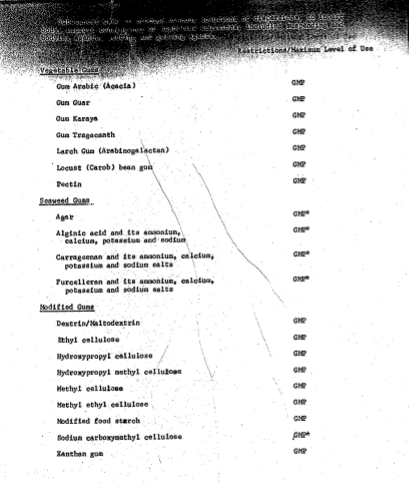 Restrictions/Maximum Level of Use
Vegetable Gums
Gum Arabic (Acacia) GMP
Gum Guar GMP
Gum Karaya GMP
Gum Tragacanth GMP
Larch Gum (Arabinogalactan) GMP
Locust (Carob) bean gum GMP
Pectin GMP
Seaweed Gums
Agar GMP*
Alginic acid and its ammonium, GMP*
calcium, potassium and sodium
Carrageenan and its ammonium, calcium, GMP*
potassium and sodium salts
Furcelleran and its ammonium, calcium, GMP*
potassium and sodium salts
Modified Gums
Dextrin/Maltodextrin GMP
Ethyl cellulose GMP
Hydroxypropyl cellulose GMP
Hydroxypropyl methyl cellulose GMP
Methyl cellulose GMP
Methyl ethyl cellulose GMP
Modified food starch GMP
Sodium carboxymethyl cellulose GMP*
Xanthan gum GMP